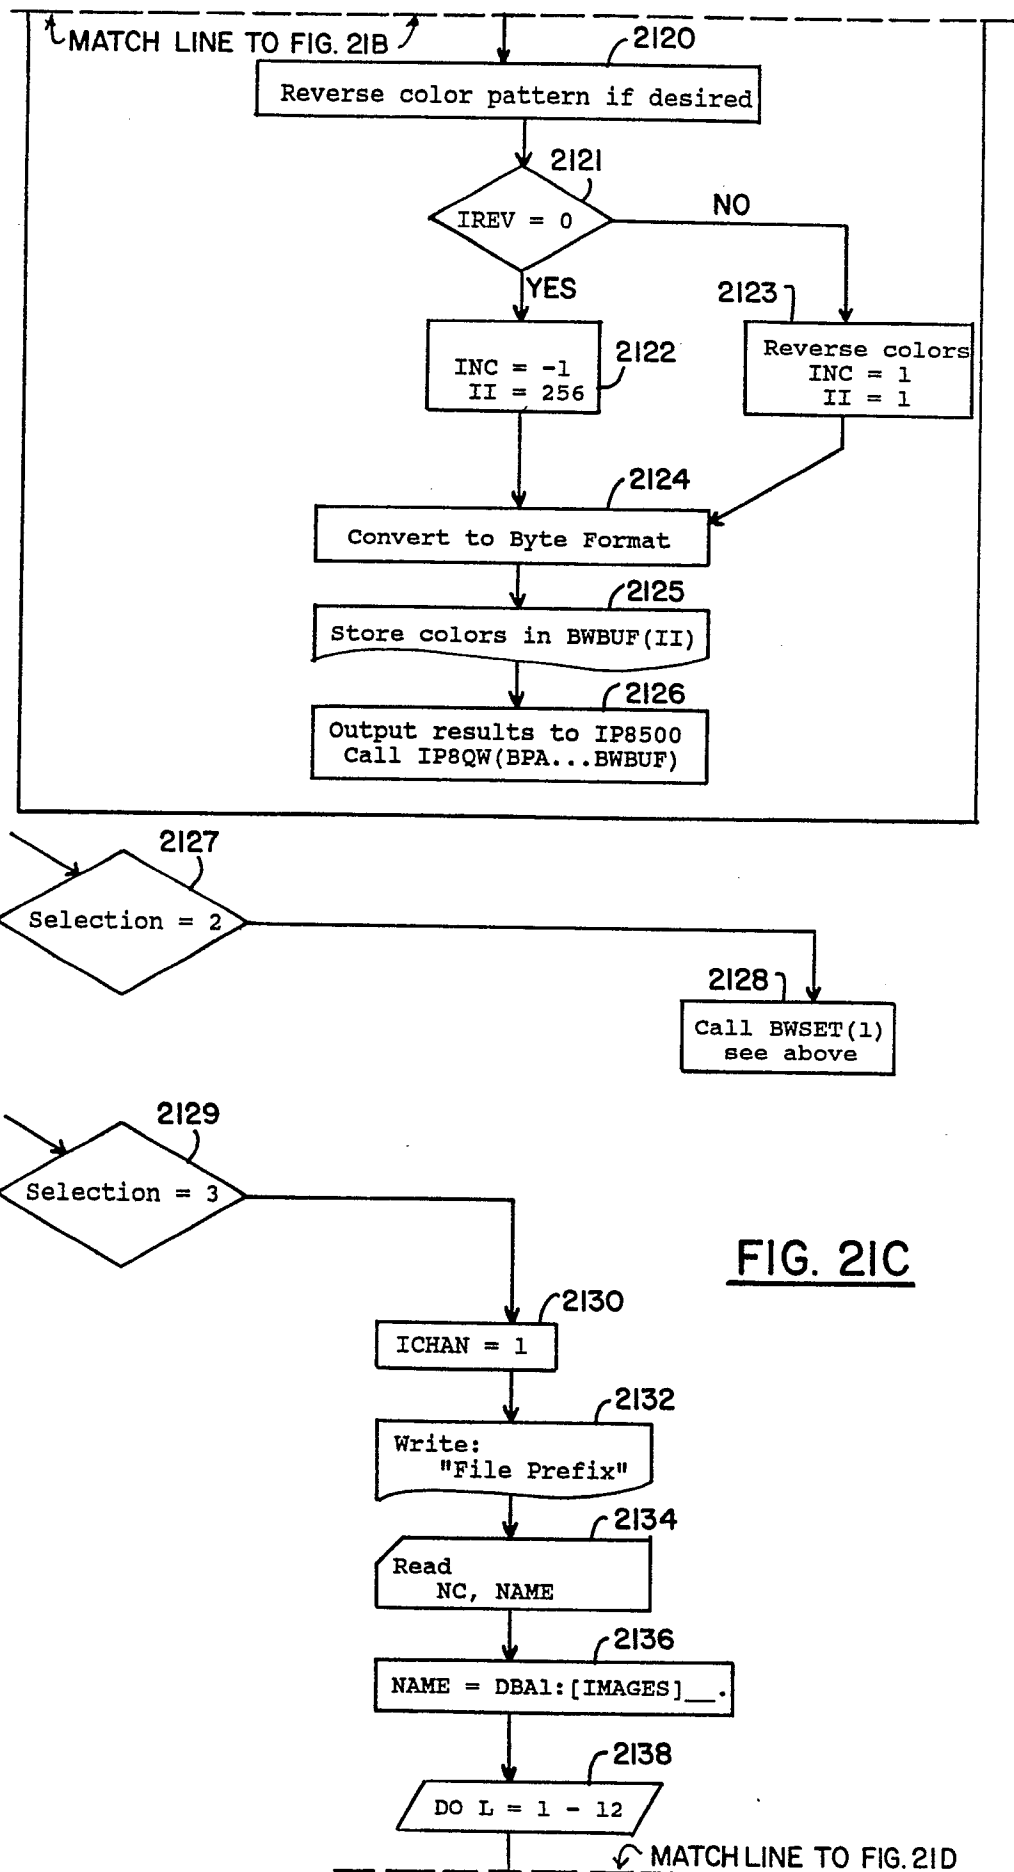 MATCH LINE TO FIG. 21B
2120
Reverse color pattern if desired
2121
IREV = 0
NO
YES
2123
2122
INC = -1
II = 256
Reverse colors
INC = 1
II = 1
2124
Convert to Byte Format
2125
Store colors in BWBUF(II)
2126
Output results to IP8500
Call IP8QW(BPA...BWBUF)
2127
Selection = 2
2128
Call BWSET(1)
see above
2129
Selection = 3
FIG. 21C
2130
ICHAN = 1
2132
Write:
"File Prefix"
2134
Read
NC, NAME
2136
NAME = DBA1:[IMAGES]__.
2138
DO L = 1 - 12
MATCH LINE TO FIG. 21D